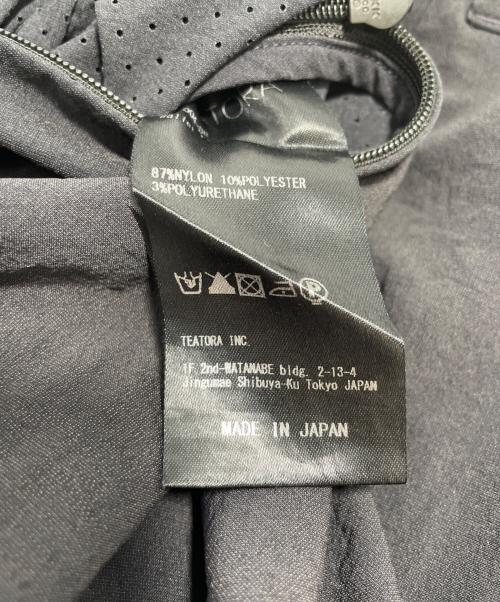 TEATORA
87%NYLON 10%POLYESTER
3%POLYURETHANE
TEATORA INC.
1F.2nd-WATANABE bldg. 2-13-4
Jingumae Shibuya-Ku Tokyo JAPAN
MADE IN JAPAN